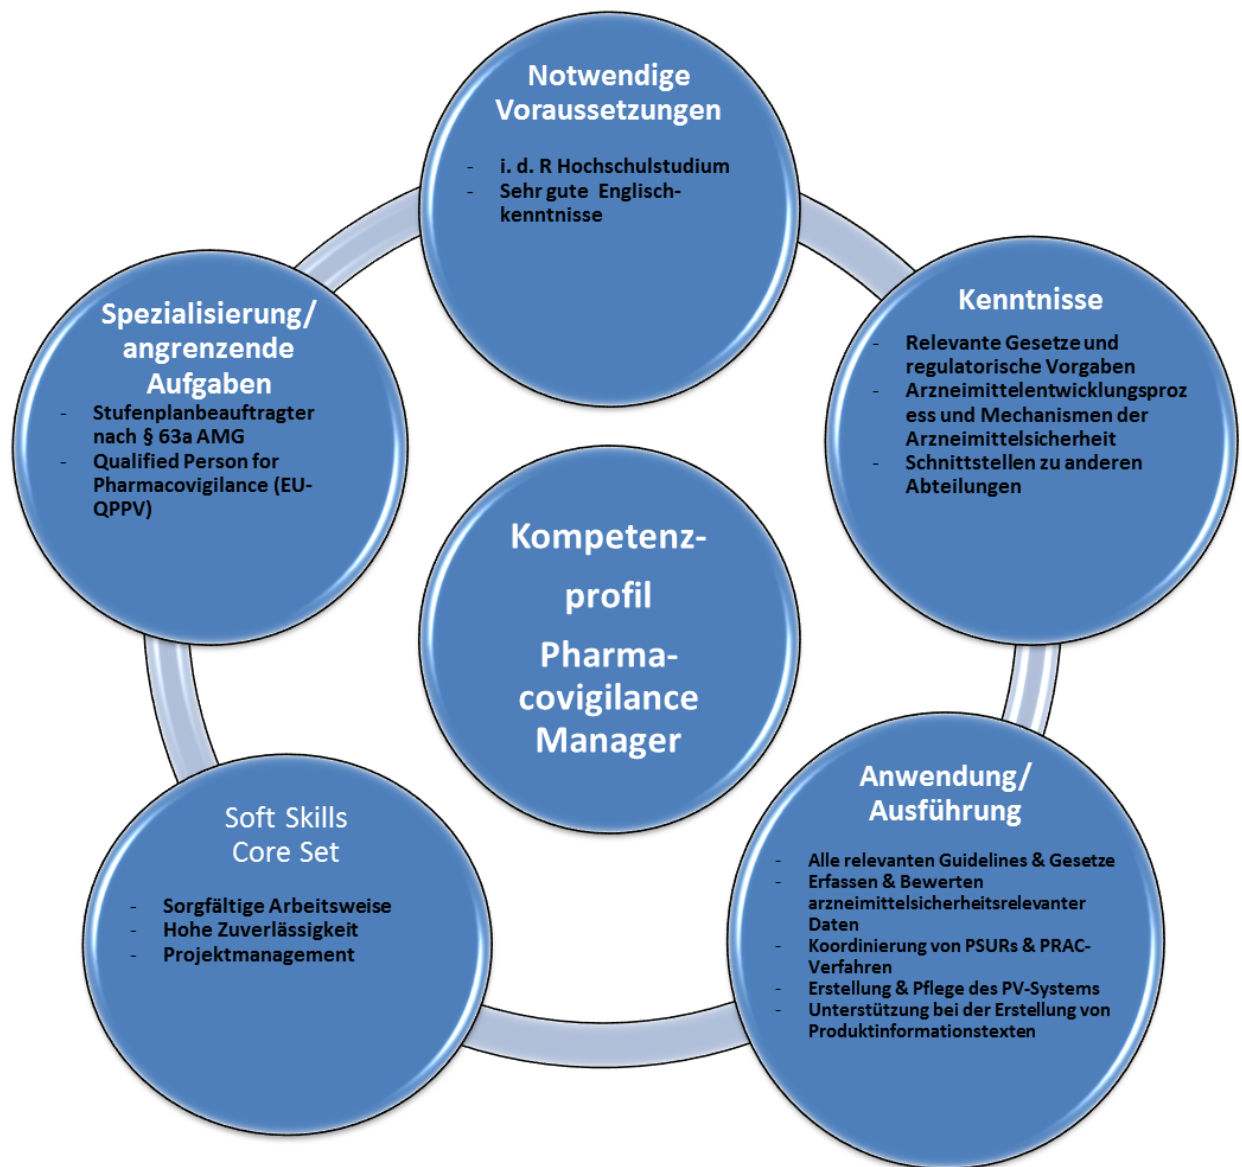 Notwendige
Voraussetzungen
- i. d. R Hochschulstudium
- Sehr gute Englisch-
kenntnisse
Kenntnisse
- Relevante Gesetze und
regulatorische Vorgaben
- Arzneimittelentwicklungsproz
ess und Mechanismen der
Arzneimittelsicherheit
- Schnittstellen zu anderen
Abteilungen
Anwendung/
Ausführung
- Alle relevanten Guidelines & Gesetze
- Erfassen & Bewerten
arzneimittelsicherheitsrelevanter
Daten
- Koordinierung von PSURs & PRAC-
Verfahren
- Erstellung & Pflege des PV-Systems
- Unterstützung bei der Erstellung von
Produktinformationstexten
Soft Skills
Core Set
- Sorgfältige Arbeitsweise
- Hohe Zuverlässigkeit
- Projektmanagement
Spezialisierung/
angrenzende
Aufgaben
- Stufenplanbeauftragter
nach § 63a AMG
- Qualified Person for
Pharmacovigilance (EU-
QPPV)
Kompetenz-
profil
Pharma-
covigilance
Manager